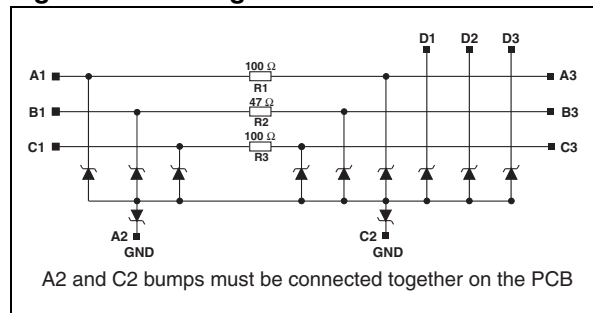 D1 D2 D3
100 Ω
A1 A3
R1
47 Ω
B1 B3
R2
100 Ω
C1 C3
R3
A2 C2
GND GND
A2 and C2 bumps must be connected together on the PCB